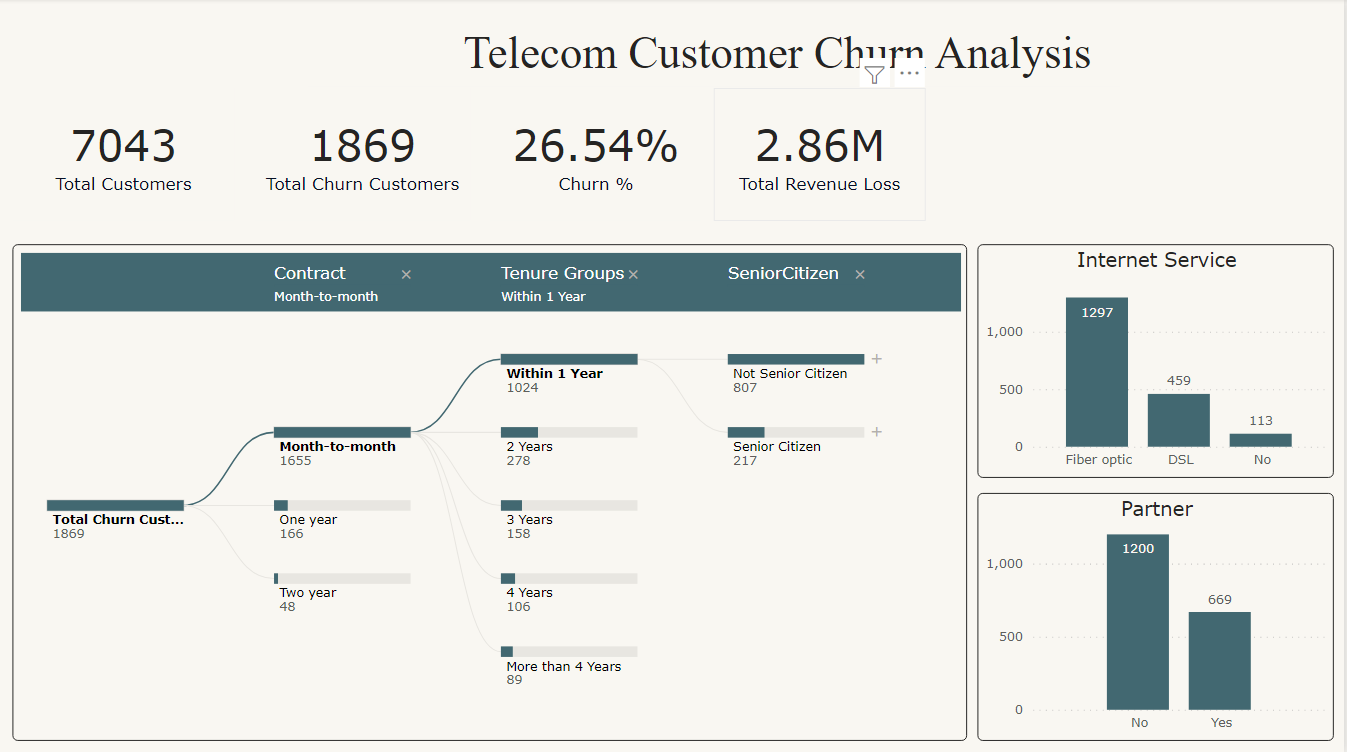 Telecom Customer Churn Analysis
7043
Total Customers
1869
Total Churn Customers
26.54%
Churn %
2.86M
Total Revenue Loss
Contract
Month-to-month
Tenure Groups
Within 1 Year
SeniorCitizen
Total Churn Cust...
1869
Month-to-month
1655
One year
166
Two year
48
Within 1 Year
1024
2 Years
278
3 Years
158
4 Years
106
More than 4 Years
89
Not Senior Citizen
807
Senior Citizen
217
Internet Service
1,000
500
0
1297
459
113
Fiber optic
DSL
No
Partner
1,000
500
0
1200
669
No
Yes